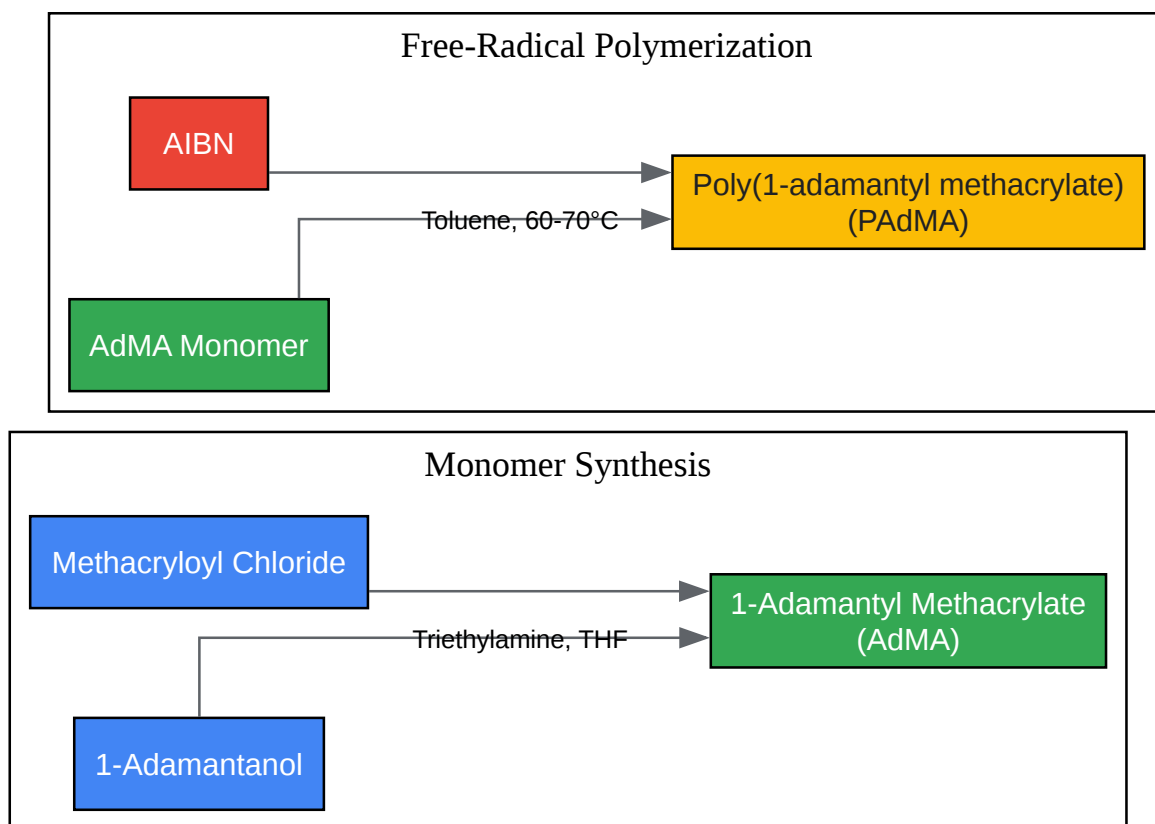 Free-Radical Polymerization
AIBN
Poly(1-adamantyl methacrylate)
(PAdMA)
Toluene, 60-70°C
AdMA Monomer
Monomer Synthesis
Methacryloyl Chloride
1-Adamantyl Methacrylate
(AdMA)
Triethylamine, THF
1-Adamantanol